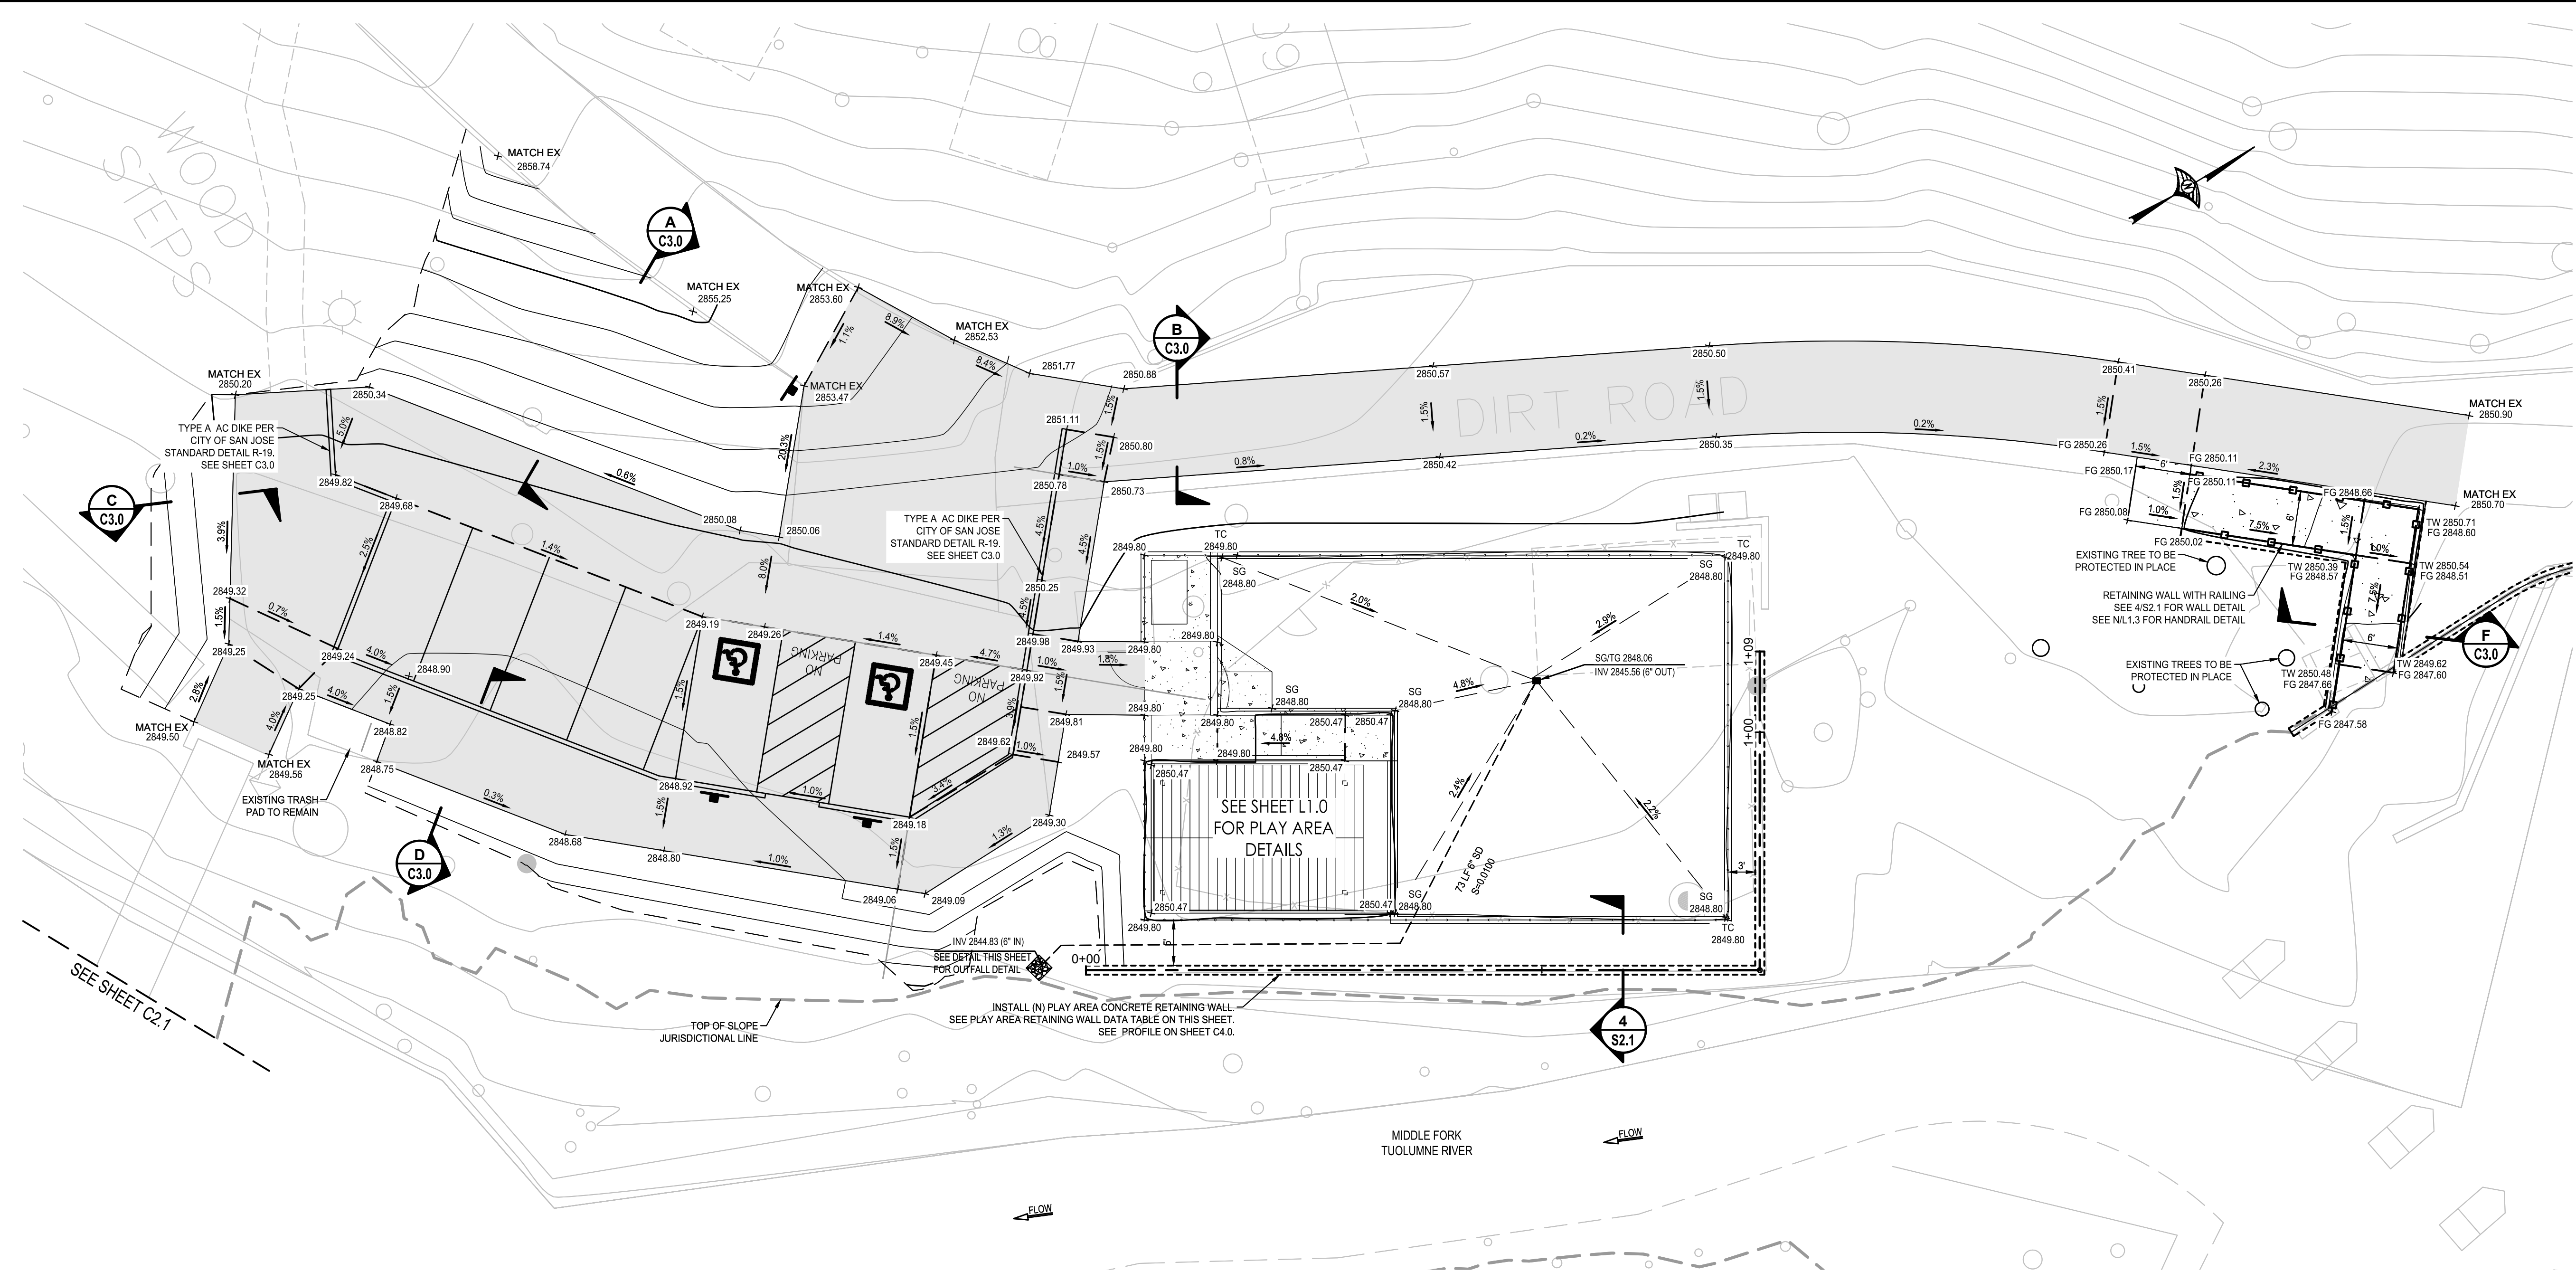 WOOD
STEPS
MATCH EX
2858.74
A
C3.0
MATCH EX
2855.25
MATCH EX
2853.60
1.1%
8.9%
MATCH EX
2852.53
8.4%
2851.77
B
C3.0
2850.88
2850.57
2850.50
2850.41
2850.26
MATCH EX
2850.90
N
MATCH EX
2850.20
2850.34
MATCH EX
2853.47
TYPE A AC DIKE PER
CITY OF SAN JOSE
STANDARD DETAIL R-19.
SEE SHEET C3.0
5.0%
20.3%
2851.11
1.5%
1.5%
2850.80
1.0%
2850.78
2850.73
0.8%
1.5%
DIRT ROAD
1.5%
0.2%
2850.42
2850.35
0.2%
1.5%
FG 2850.26
1.5%
FG 2850.11
2.3%
FG 2850.17
6'
FG 2850.11
FG 2848.66
MATCH EX
2850.70
C
C3.0
2849.82
2849.68
0.6%
2850.08
2850.06
TYPE A AC DIKE PER
CITY OF SAN JOSE
STANDARD DETAIL R-19.
SEE SHEET C3.0
4.5%
4.5%
FG 2850.08
1.0%
1.5%
7.5%
6'
1.5%
TW 2850.71
FG 2848.60
FG 2850.02
1.0%
EXISTING TREE TO BE
PROTECTED IN PLACE
TW 2850.39
FG 2848.57
TW 2850.54
FG 2848.51
RETAINING WALL WITH RAILING
SEE 4/S2.1 FOR WALL DETAIL
SEE N/L1.3 FOR HANDRAIL DETAIL
7.5%
6'
F
C3.0
EXISTING TREES TO BE
PROTECTED IN PLACE
TW 2850.48
FG 2847.66
TW 2849.62
FG 2847.60
FG 2847.58
3.9%
2.5%
1.4%
8.0%
2850.25
4.5%
2849.32
0.7%
1.5%
2849.25
2849.24
4.0%
2848.90
2849.19
2849.26
NO
PARKING
1.4%
2849.45
4.7%
NO
PARKING
2849.98
2849.93
1.0%
1.8%
2849.92
1.5%
2849.80
TC
2849.80
SG
2848.80
TC
2849.80
SG
2848.80
2.0%
2.9%
2849.80
2849.80
SG/TG 2848.06
INV 2845.56 (6" OUT)
1+09
1+00
4.8%
SG
2848.80
SG
2848.80
2849.80
2849.80
2850.47
2850.47
4.8%
2849.80
2849.80
2850.47
2850.47
SEE SHEET L1.0
FOR PLAY AREA
DETAILS
2.4%
2.2%
73 LF 6" SD
S=0.0100
SG
2848.80
SG
2848.80
2850.47
2850.47
2849.80
TC
2849.80
3'
2.8%
MATCH EX
2849.50
2849.25
4.0%
4.0%
1.5%
2848.82
MATCH EX
2849.56
2848.75
EXISTING TRASH
PAD TO REMAIN
0.3%
1.5%
1.5%
3.9%
2849.81
2849.62
1.0%
2849.57
2848.92
1.0%
3.4%
1.5%
2849.18
2849.30
1.3%
2848.68
2848.80
1.0%
1.5%
2849.06
2849.09
D
C3.0
INV 2844.83 (6" IN)
SEE DETAIL THIS SHEET
FOR OUTFALL DETAIL
0+00
SEE SHEET C2.1
TOP OF SLOPE
JURISDICTIONAL LINE
INSTALL (N) PLAY AREA CONCRETE RETAINING WALL.
SEE PLAY AREA RETAINING WALL DATA TABLE ON THIS SHEET.
SEE PROFILE ON SHEET C4.0.
4
S2.1
MIDDLE FORK
TUOLUMNE RIVER
FLOW
FLOW